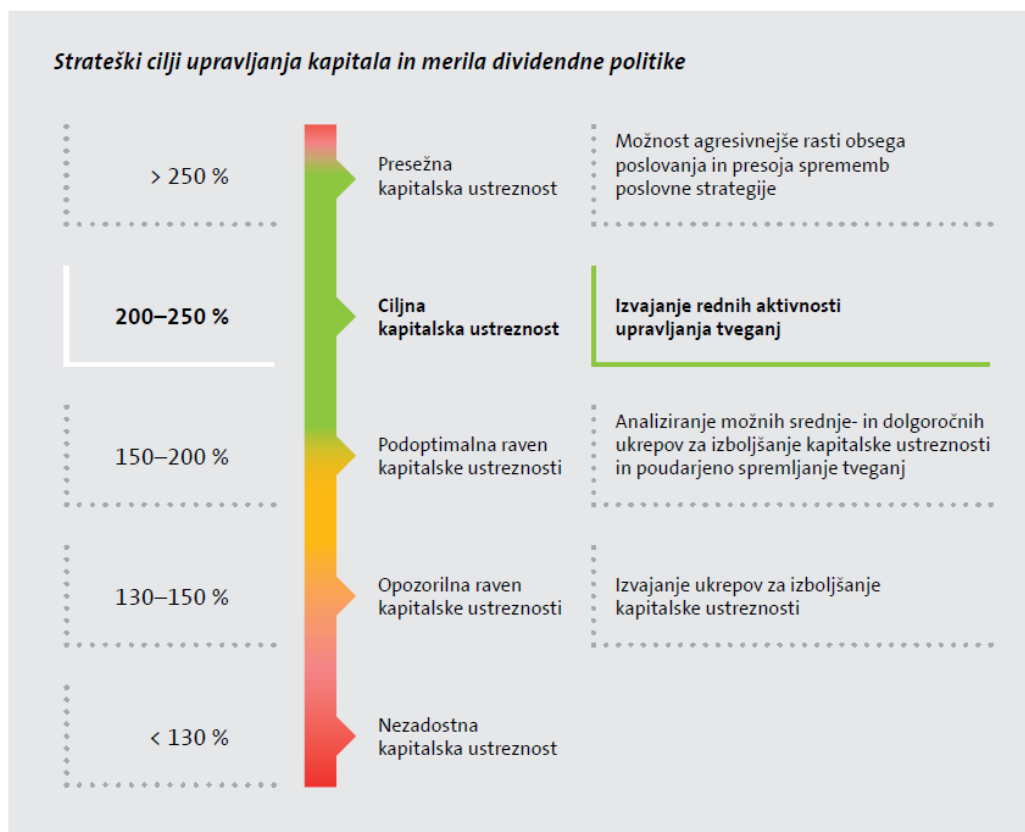 Strateški cilji upravljanja kapitala in merila dividendne politike
> 250 %
Presežna
kapitalska ustreznost
Možnost agresivnejše rasti obsega
poslovanja in presoja sprememb
poslovne strategije
200–250 %
Ciljna
kapitalska ustreznost
Izvajanje rednih aktivnosti
upravljanja tveganj
150–200 %
Podoptimalna raven
kapitalske ustreznosti
Analiziranje možnih srednje- in dolgoročnih
ukrepov za izboljšanje kapitalske ustreznosti
in poudarjeno spremljanje tveganj
130–150 %
Opozorilna raven
kapitalske ustreznosti
Izvajanje ukrepov za izboljšanje
kapitalske ustreznosti
< 130 %
Nezadostna
kapitalska ustreznost